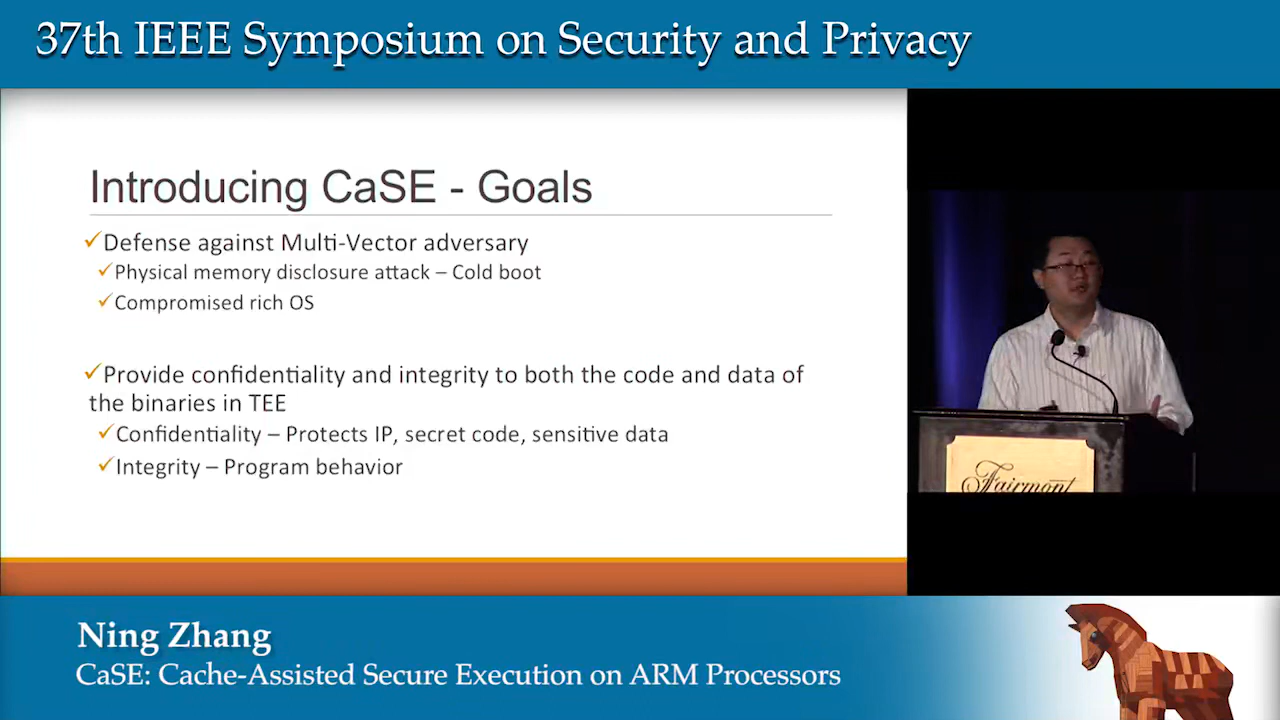 37th IEEE Symposium on Security and Privacy
Introducing CaSE - Goals
✓Defense against Multi-Vector adversary
✓Physical memory disclosure attack – Cold boot
✓Compromised rich OS
✓Provide confidentiality and integrity to both the code and data of
the binaries in TEE
✓Confidentiality – Protects IP, secret code, sensitive data
✓Integrity – Program behavior
Fairmont
Ning Zhang
CaSE: Cache-Assisted Secure Execution on ARM Processors